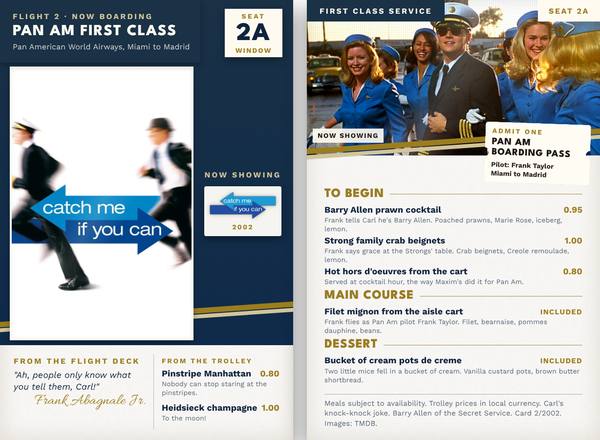 FLIGHT 2 · NOW BOARDING
PAN AM FIRST CLASS
Pan American World Airways, Miami to Madrid
SEAT
2A
WINDOW
catch me
if you can
NOW SHOWING
catch me
if you can
2002
FROM THE FLIGHT DECK
"Ah, people only know what
you tell them, Carl!"
Frank Abagnale Jr.
FROM THE TROLLEY
Pinstripe Manhattan 0.80
Nobody can stop staring at the
pinstripes.
Heidsieck champagne 1.00
To the moon!
FIRST CLASS SERVICE
SEAT 2A
NOW SHOWING
ADMIT ONE
PAN AM
BOARDING PASS
Pilot: Frank Taylor
Miami to Madrid
TO BEGIN
Barry Allen prawn cocktail 0.95
Frank tells Carl he's Barry Allen. Poached prawns, Marie Rose, iceberg,
lemon.
Strong family crab beignets 1.00
Frank says grace at the Strongs' table. Crab beignets, Creole remoulade,
lemon.
Hot hors d'oeuvres from the cart 0.80
Served at cocktail hour, the way Maxim's did it for Pan Am.
MAIN COURSE
Filet mignon from the aisle cart INCLUDED
Frank flies as Pan Am pilot Frank Taylor. Filet, bearnaise, pommes
dauphine, beans.
DESSERT
Bucket of cream pots de creme INCLUDED
Two little mice fell in a bucket of cream. Vanilla custard pots, brown butter
shortbread.
Meals subject to availability. Trolley prices in local currency. Carl's
knock-knock joke. Barry Allen of the Secret Service. Card 2/2002.
Images: TMDB.